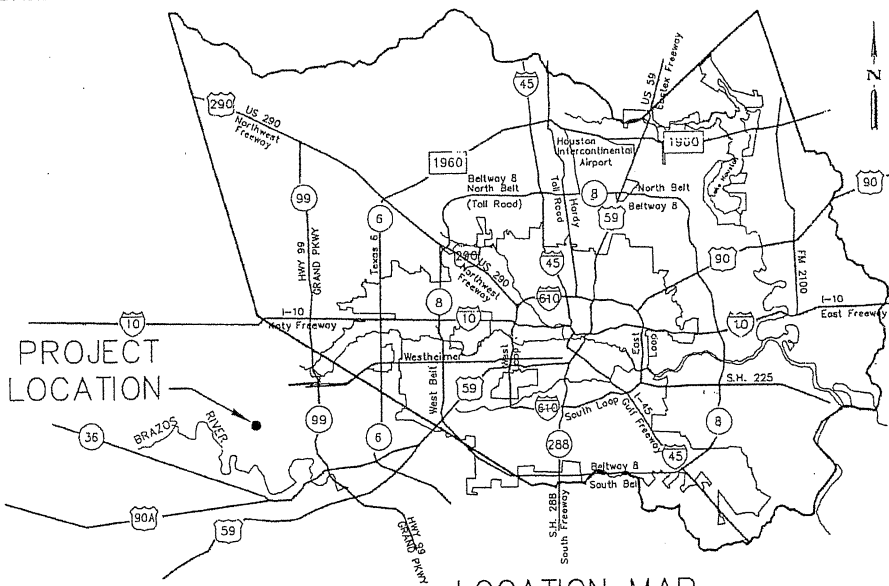 45
US 59
Eastex Freeway
N
290
US 290
Northwest
Freeway
1960
Houston
Intercontinental
Airport
1960
Lake Houston
90
99
6
Beltway 8
North Belt
(Toll Road)
8
North Belt
Beltway 8
59
Toll Road
Hardy
HWY 99
GRAND PKWY
Texas 6
290
US 290
Northwest
Freeway
45
90
FM 2100
8
610
I-10
Katy Freeway
10
10
10
I-10
East Freeway
PROJECT
LOCATION
Westheimer
West Loop
East
Loop
West Belt
59
S.H. 225
610
South Loop
Gulf Freeway
I-45
99
6
8
36
BRAZOS
RIVER
288
45
Beltway 8
South Belt
90A
59
HWY 99
GRAND PKWY
S.H. 288
South Freeway
LOCATION MAP